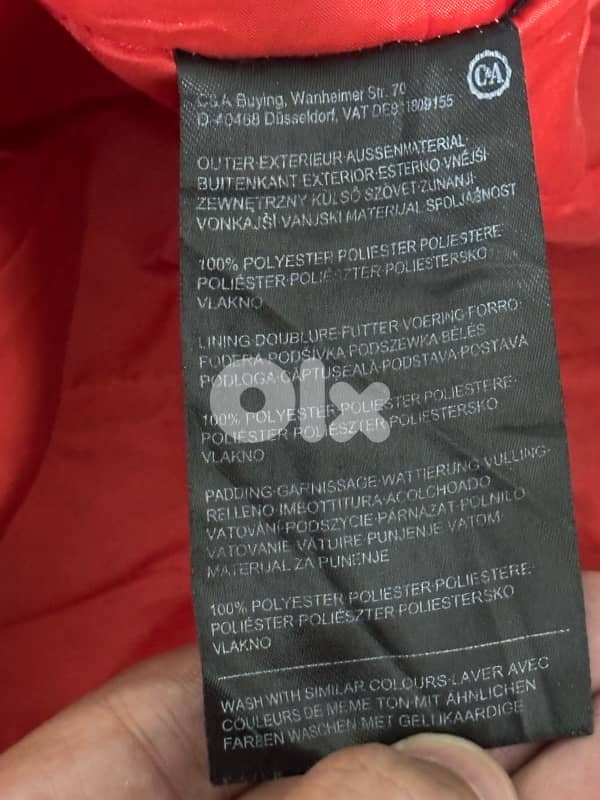 C&A
C&A Buying, Wanheimer Str. 70
D-40468 Düsseldorf, VAT DE811809155
OUTER·EXTERIEUR·AUSSENMATERIAL·
BUITENKANT·EXTERIOR·ESTERNO·VNĚJŠÍ·
ZEWNĘTRZNY·KÜLSŐ SZÖVET·ZUNANJI·
VONKAJŠÍ·VANJSKI MATERIJAL·SPOLJAŠNOST
100% POLYESTER·POLIESTER·POLIESTERE·
POLIÉSTER·POLIÉSZTER·POLIESTERSKO
VLAKNO
LINING·DOUBLURE·FUTTER·VOERING·FORRO·
FODERA·PODŠÍVKA·PODSZEWKA·BÉLÉS·
PODLOGA·CĂPTUŞEALĂ·PODSTAVA·POSTAVA
100% POLYESTER·POLIESTER·POLIESTERE·
POLIÉSTER·POLIÉSZTER·POLIESTERSKO
VLAKNO
OLX
PADDING·GARNISSAGE·WATTIERUNG·VULLING·
RELLENO·IMBOTTITURA·ACOLCHOADO·
VATOVÁNÍ·PODSZYCIE·PÁRNÁZAT·POLNILO·
VATOVANIE·VĂTUIRE·PUNJENJE VATOM·
MATERIJAL ZA PUNJENJE
100% POLYESTER·POLIESTER·POLIESTERE·
POLIÉSTER·POLIÉSZTER·POLIESTERSKO
VLAKNO
WASH WITH SIMILAR COLOURS·LAVER AVEC
COULEURS DE MEME TON·MIT ÄHNLICHEN
FARBEN WASCHEN·MET GELIJKAARDIGE